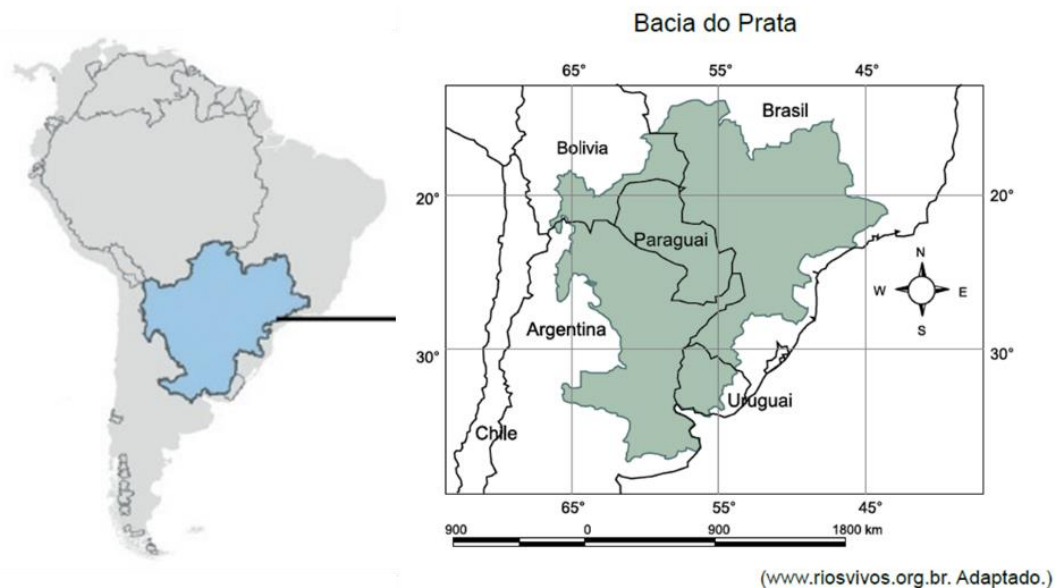 Bacia do Prata
65° 55° 45°
Brasil
Bolivia
20° 20°
Paraguai
N
W E
S
Argentina
30° 30°
Uruguai
Chile
65° 55° 45°
900 0 900 1800 km
(www.riosvivos.org.br. Adaptado.)